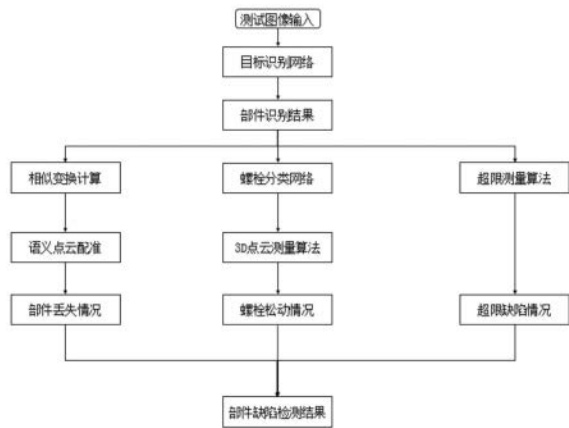 测试图像输入
目标识别网络
部件识别结果
相似变换计算
螺栓分类网络
超限测量算法
语义点云配准
3D点云测量算法
部件丢失情况
螺栓松动情况
超限缺陷情况
部件缺陷检测结果